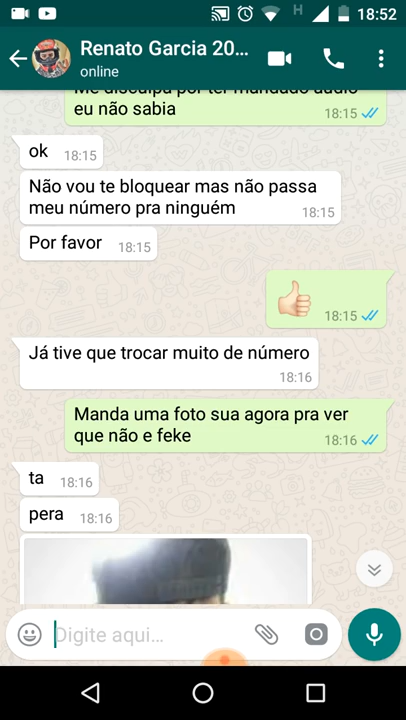 18:52
Renato Garcia 20...
online
Me disculpa por ter mandado áudio
eu não sabia
18:15
ok
18:15
Não vou te bloquear mas não passa
meu número pra ninguém
18:15
Por favor
18:15
18:15
Já tive que trocar muito de número
18:16
Manda uma foto sua agora pra ver
que não e feke
18:16
ta
18:16
pera
18:16
Digite aqui...